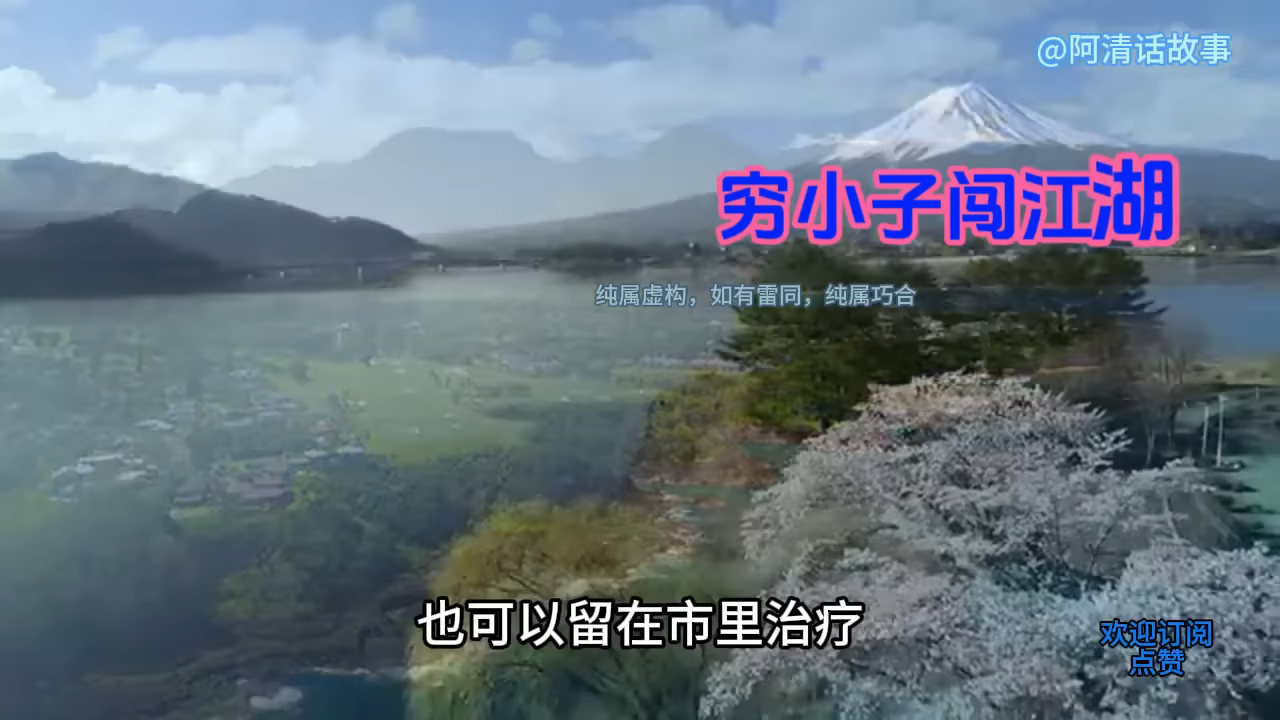 @阿清话故事
穷小子闯江湖
纯属虚构，如有雷同，纯属巧合
也可以留在市里治疗
欢迎订阅
点赞